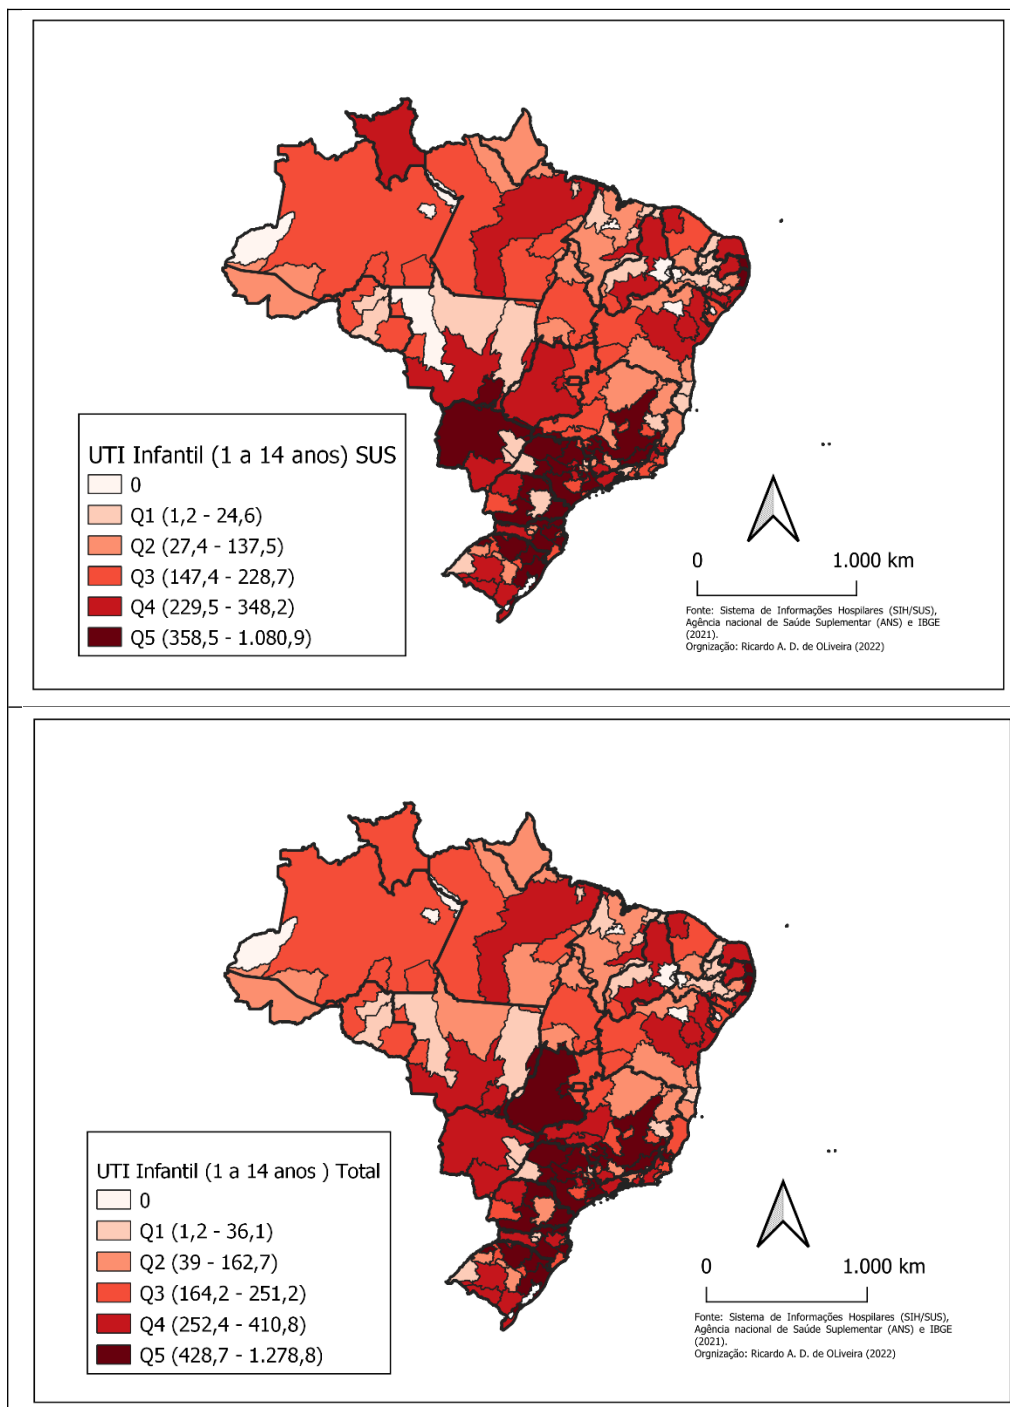 UTI Infantil (1 a 14 anos) SUS
0
Q1 (1,2 - 24,6)
Q2 (27,4 - 137,5)
Q3 (147,4 - 228,7)
Q4 (229,5 - 348,2)
Q5 (358,5 - 1.080,9)
0 1.000 km
Fonte: Sistema de Informações Hospilares (SIH/SUS),
Agência nacional de Saúde Suplementar (ANS) e IBGE
(2021).
Orgnização: Ricardo A. D. de OLiveira (2022)
UTI Infantil (1 a 14 anos ) Total
0
Q1 (1,2 - 36,1)
Q2 (39 - 162,7)
Q3 (164,2 - 251,2)
Q4 (252,4 - 410,8)
Q5 (428,7 - 1.278,8)
0 1.000 km
Fonte: Sistema de Informações Hospilares (SIH/SUS),
Agência nacional de Saúde Suplementar (ANS) e IBGE
(2021).
Orgnização: Ricardo A. D. de OLiveira (2022)